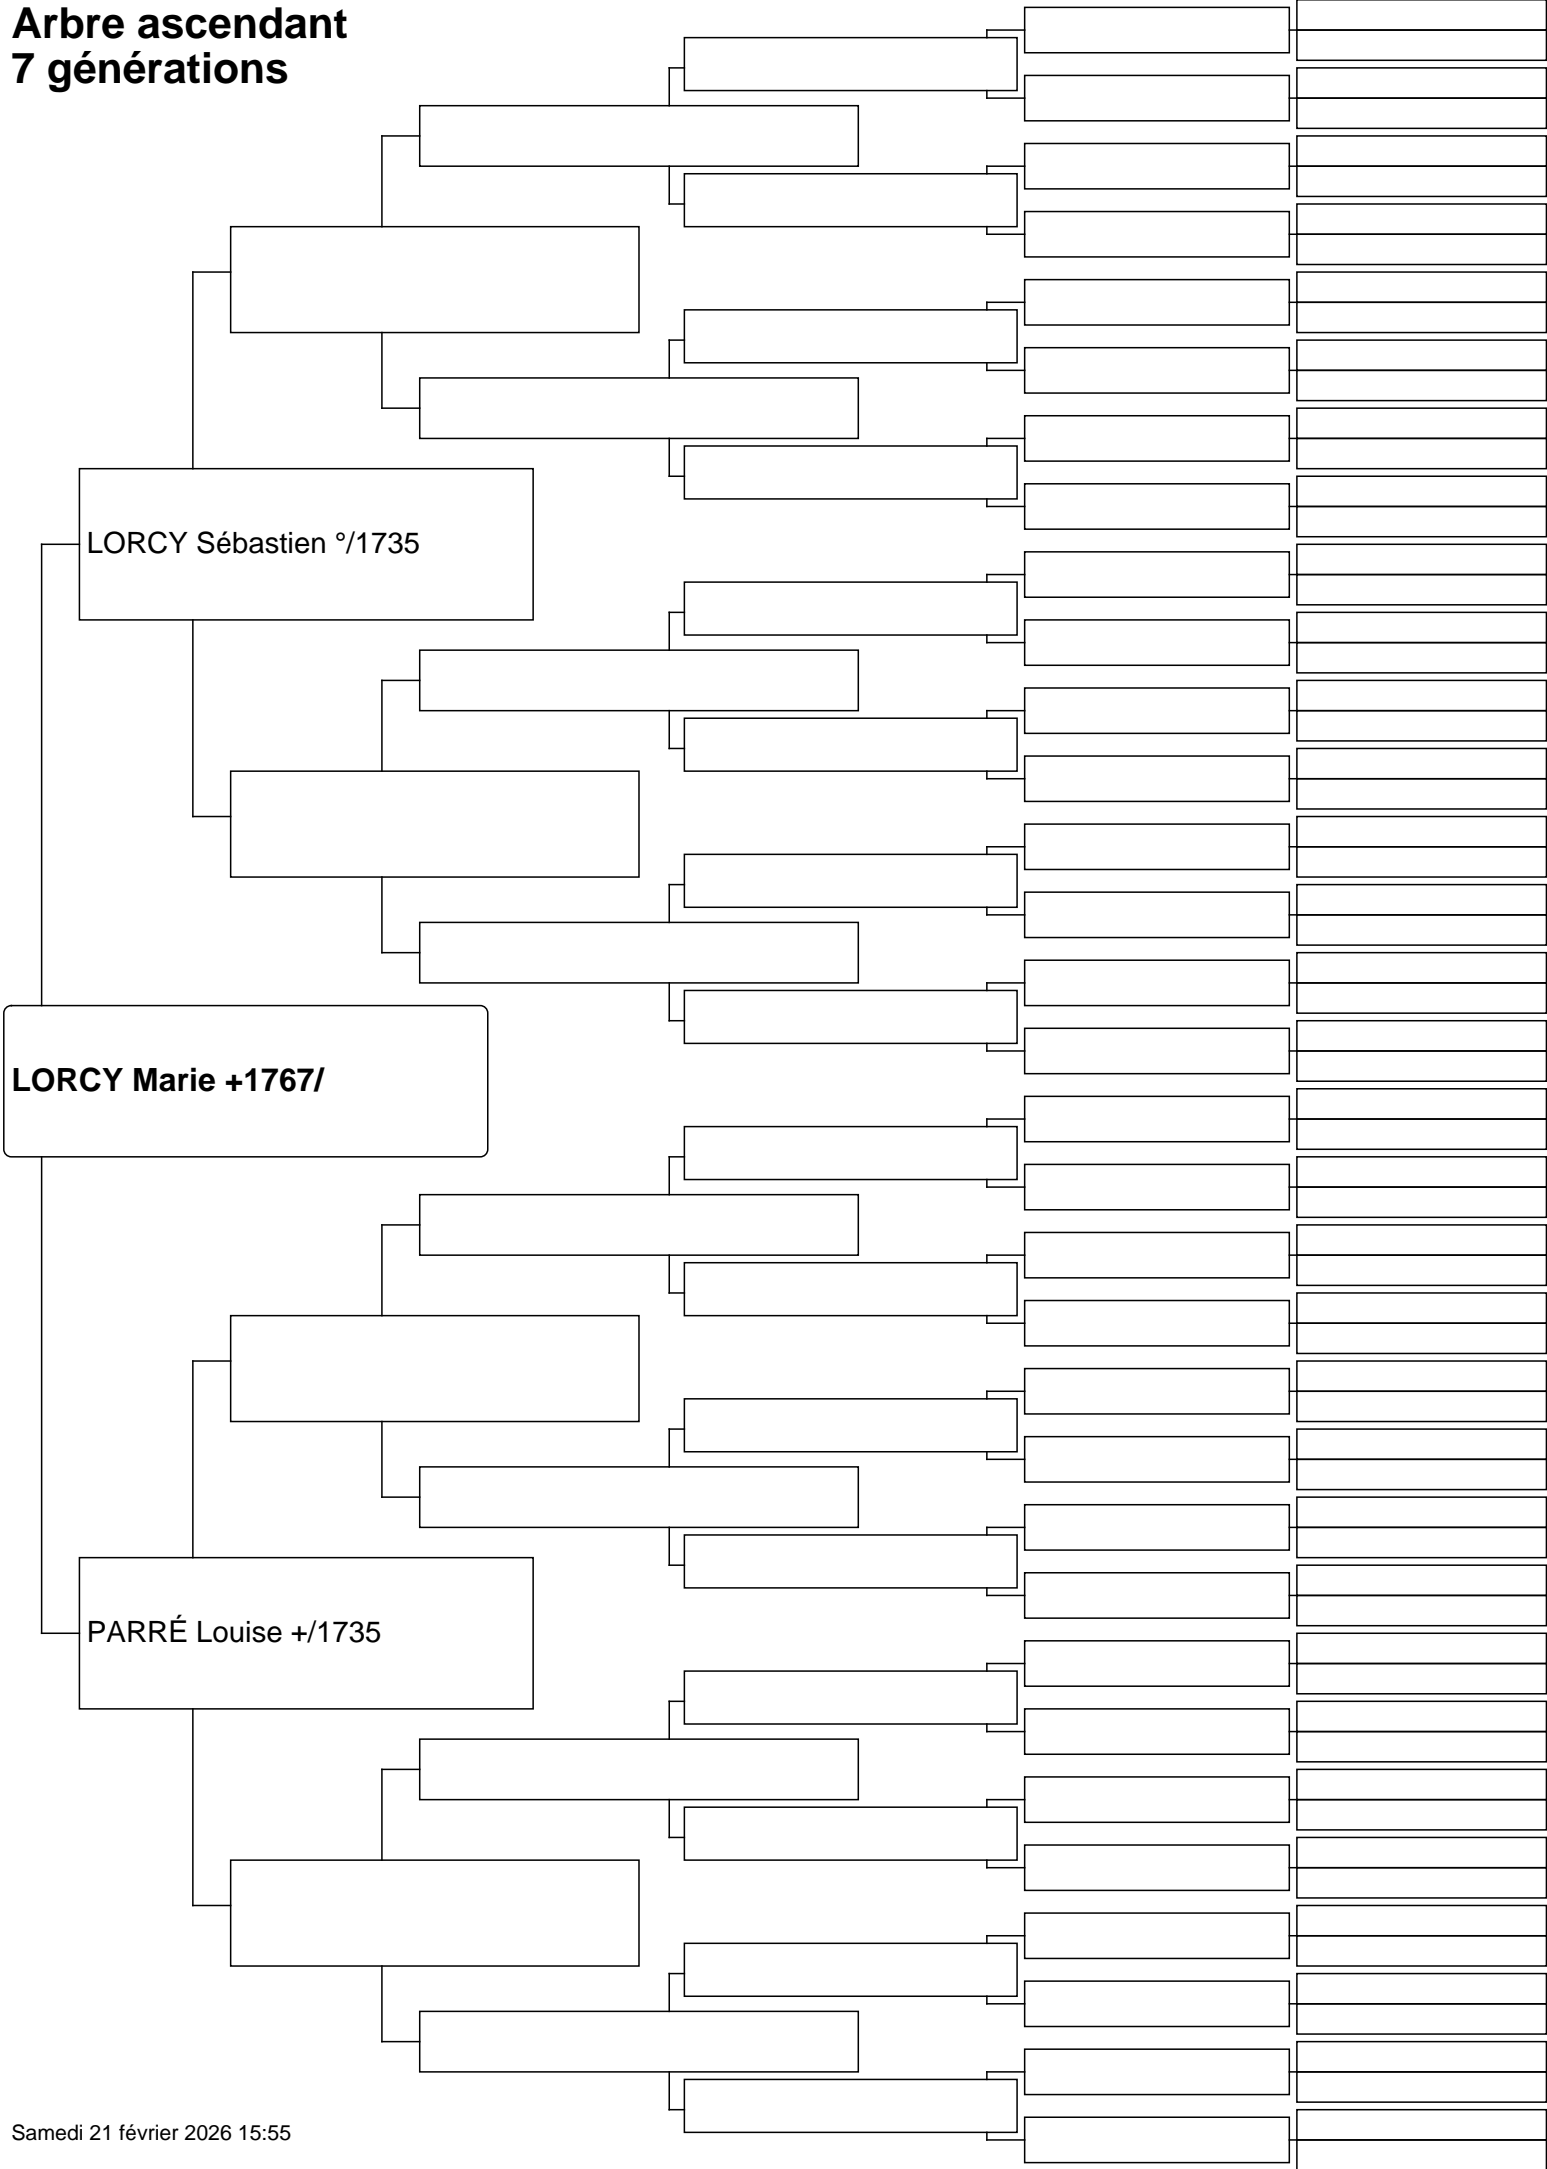 Arbre ascendant
7 générations
LORCY Sébastien °/1735
LORCY Marie +1767/
PARRÉ Louise +/1735
Samedi 21 février 2026 15:55